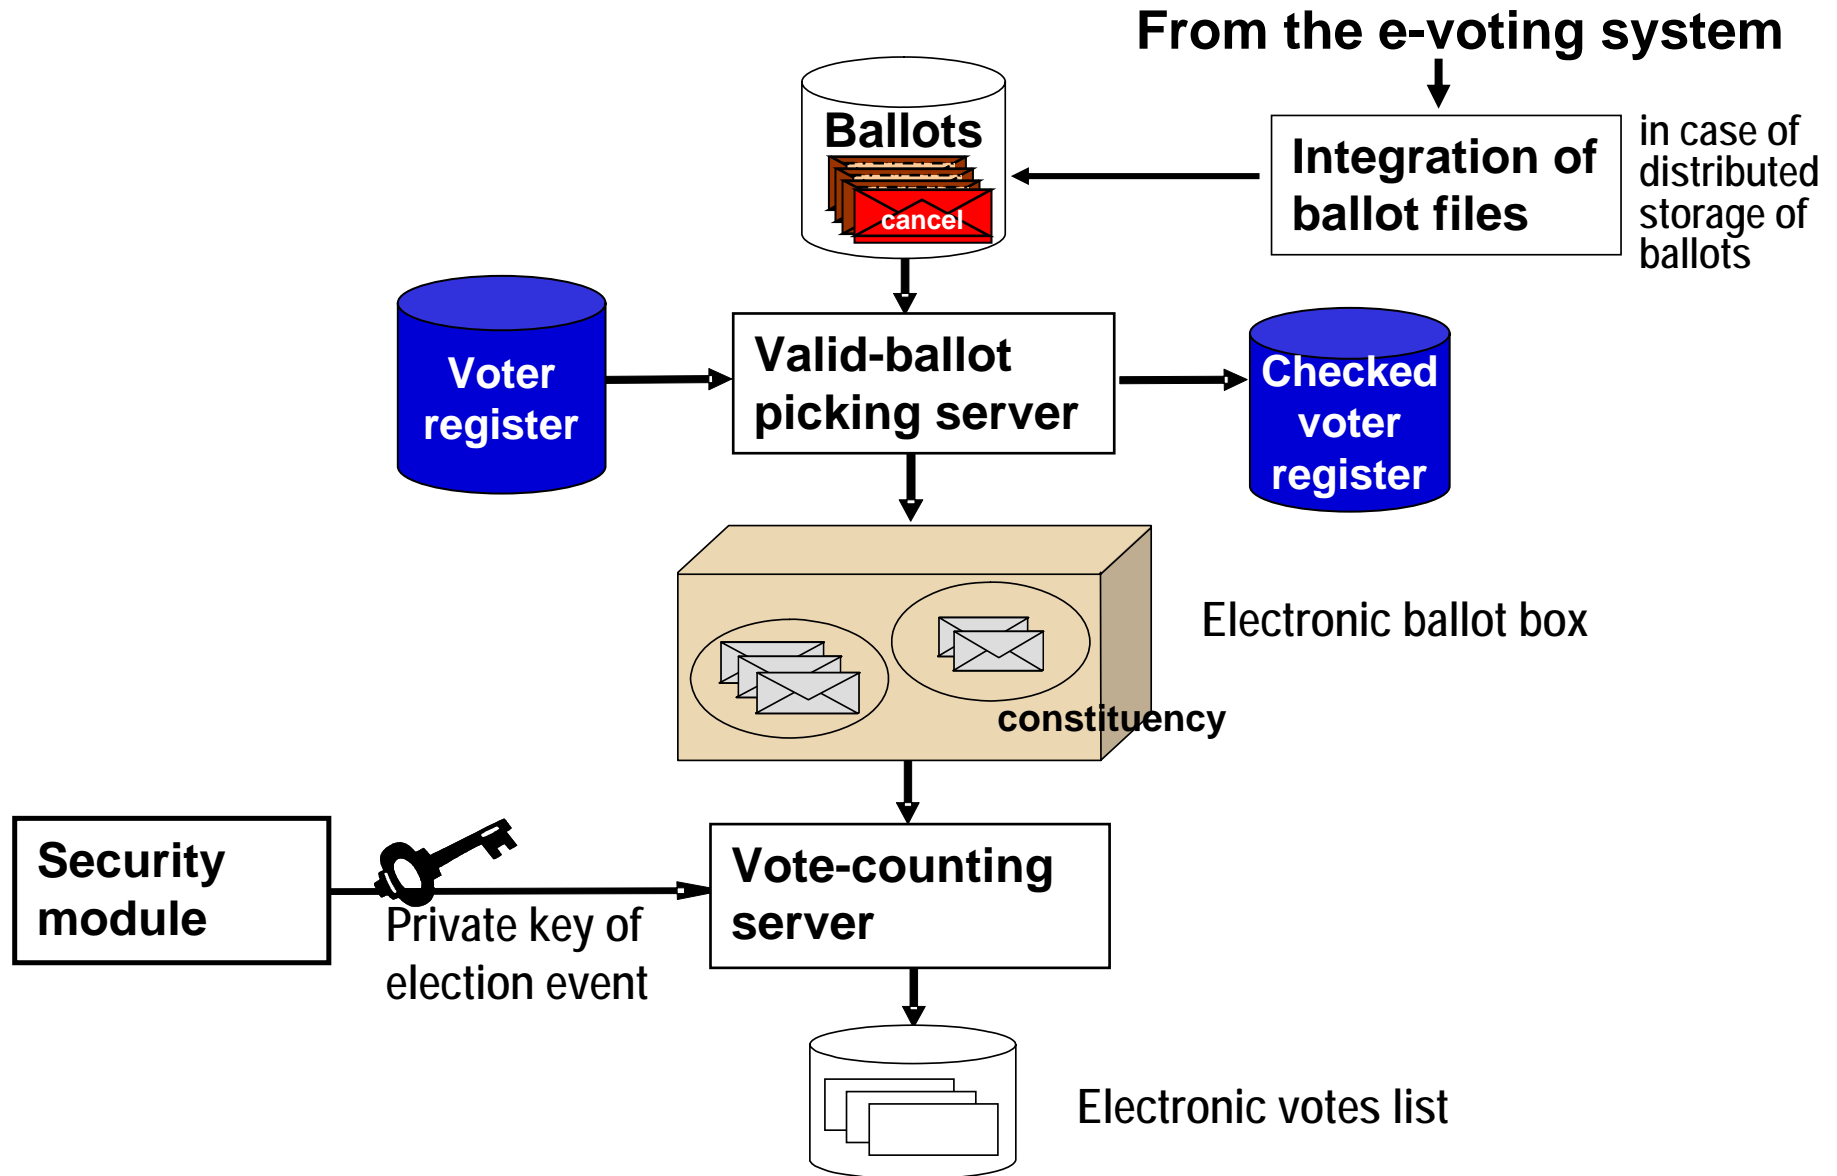 From the e-voting system
Ballots
cancel
Integration of
ballot files
in case of
distributed
storage of
ballots
Voter
register
Valid-ballot
picking server
Checked
voter
register
Electronic ballot box
constituency
Security
module
Private key of
election event
Vote-counting
server
Electronic votes list